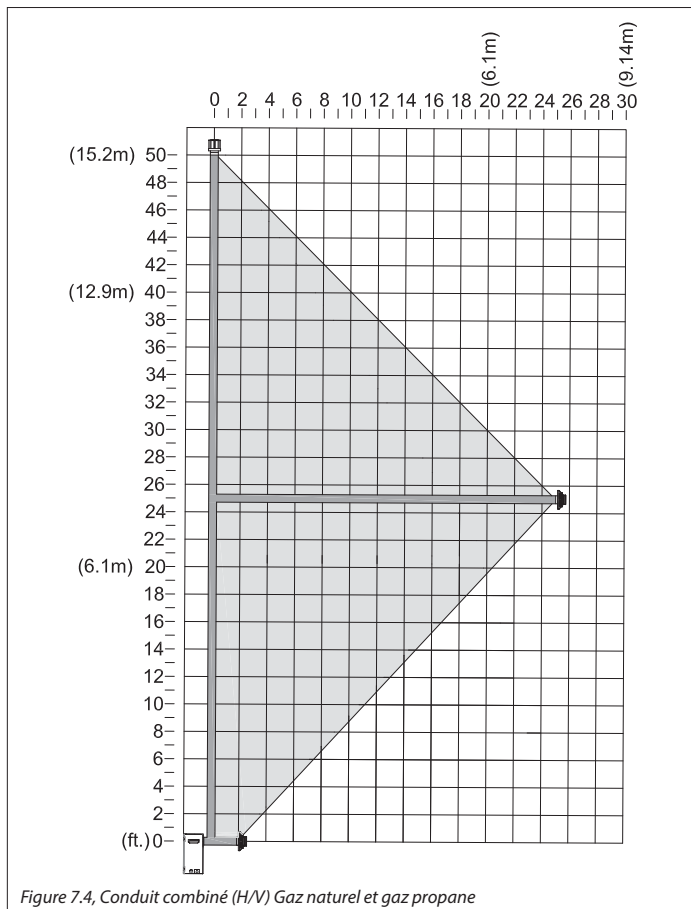 (6.1m)
(9.14m)
0 2 4 6 8 10 12 14 16 18 20 22 24 26 28 30
(15.2m) 50
48
46
44
42
(12.9m) 40
38
36
34
32
30
28
26
24
22
(6.1m) 20
18
16
14
12
10
8
6
4
2
(ft.) 0
Figure 7.4, Conduit combiné (H/V) Gaz naturel et gaz propane